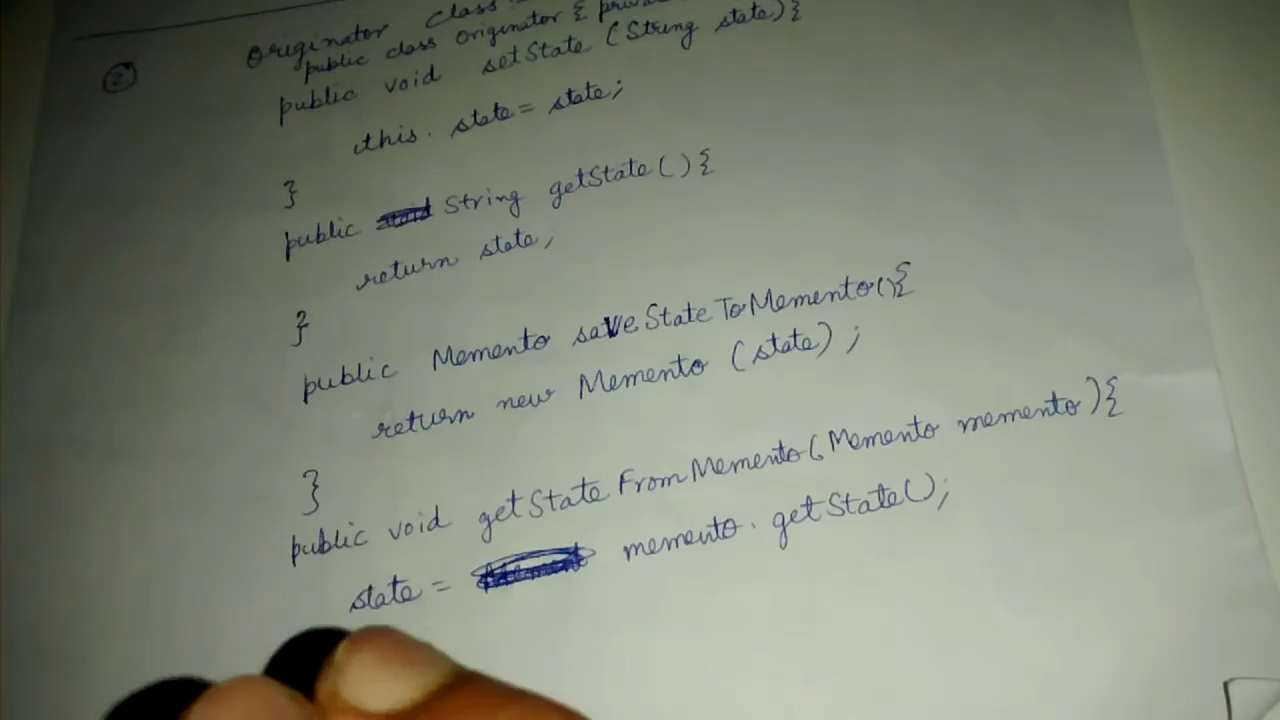 ② Originator class
public class Originator {
public void setState (String state) {
this. state = state;
}
public String getState () {
return state;
}
public Memento saveStateToMemento () {
return new Memento (state) ;
}
public void getStateFromMemento (Memento memento) {
state = memento. getState();